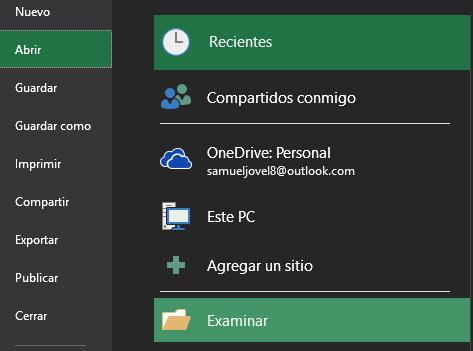 Nuevo
Abrir
Guardar
Guardar como
Imprimir
Compartir
Exportar
Publicar
Cerrar
Recientes
Compartidos conmigo
OneDrive: Personal
samueljovel8@outlook.com
Este PC
Agregar un sitio
Examinar